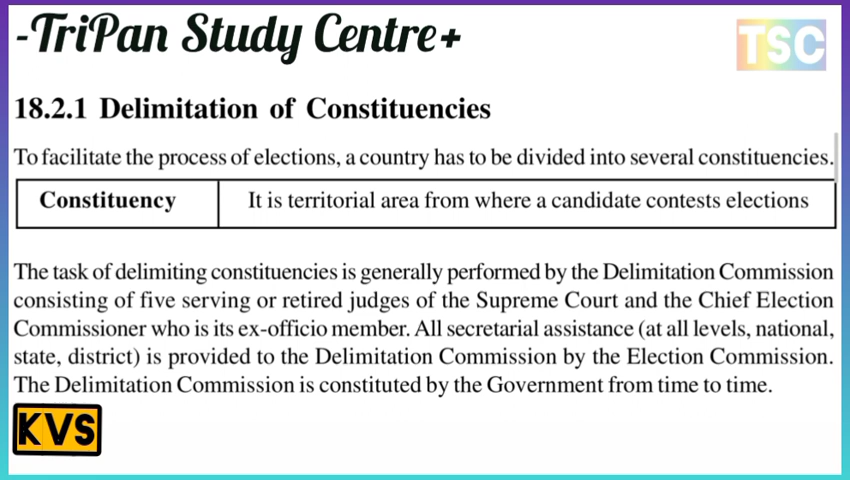 -TriPan Study Centre+
TSC
18.2.1 Delimitation of Constituencies
To facilitate the process of elections, a country has to be divided into several constituencies.
Constituency It is territorial area from where a candidate contests elections
The task of delimiting constituencies is generally performed by the Delimitation Commission
consisting of five serving or retired judges of the Supreme Court and the Chief Election
Commissioner who is its ex-officio member. All secretarial assistance (at all levels, national,
state, district) is provided to the Delimitation Commission by the Election Commission.
The Delimitation Commission is constituted by the Government from time to time.
KVS